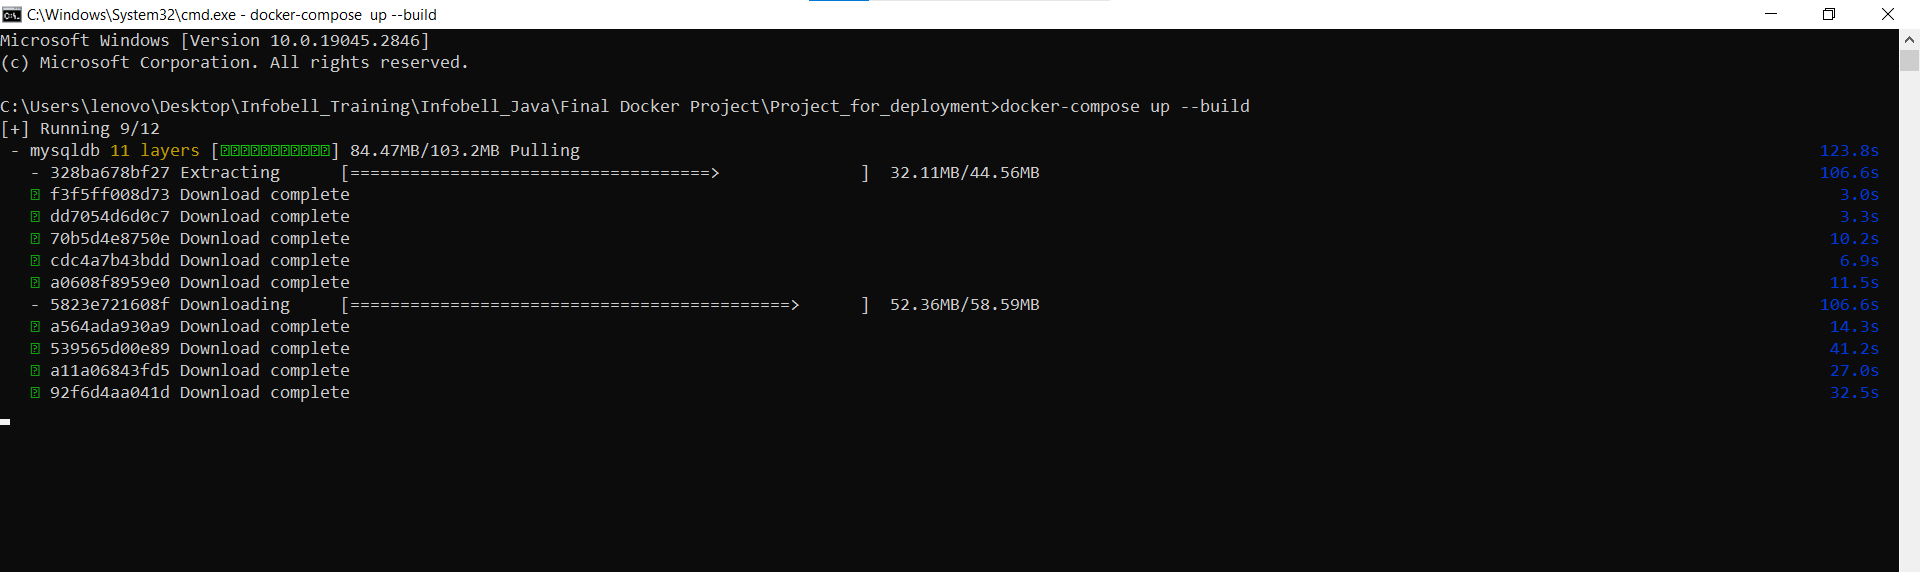 C:\Windows\System32\cmd.exe - docker-compose  up --build
Microsoft Windows [Version 10.0.19045.2846]
(c) Microsoft Corporation. All rights reserved.
C:\Users\lenovo\Desktop\Infobell_Training\Infobell_Java\Final Docker Project\Project_for_deployment>docker-compose up --build
[+] Running 9/12
- mysqldb 11 layers [⍰⍰⍰⍰⍰⍰⍰⍰⍰⍰⍰] 84.47MB/103.2MB Pulling 123.8s
- 328ba678bf27 Extracting [====================================>              ] 32.11MB/44.56MB 106.6s
⍰ f3f5ff008d73 Download complete 3.0s
⍰ dd7054d6d0c7 Download complete 3.3s
⍰ 70b5d4e8750e Download complete 10.2s
⍰ cdc4a7b43bdd Download complete 6.9s
⍰ a0608f8959e0 Download complete 11.5s
- 5823e721608f Downloading [============================================>      ] 52.36MB/58.59MB 106.6s
⍰ a564ada930a9 Download complete 14.3s
⍰ 539565d00e89 Download complete 41.2s
⍰ a11a06843fd5 Download complete 27.0s
⍰ 92f6d4aa041d Download complete 32.5s